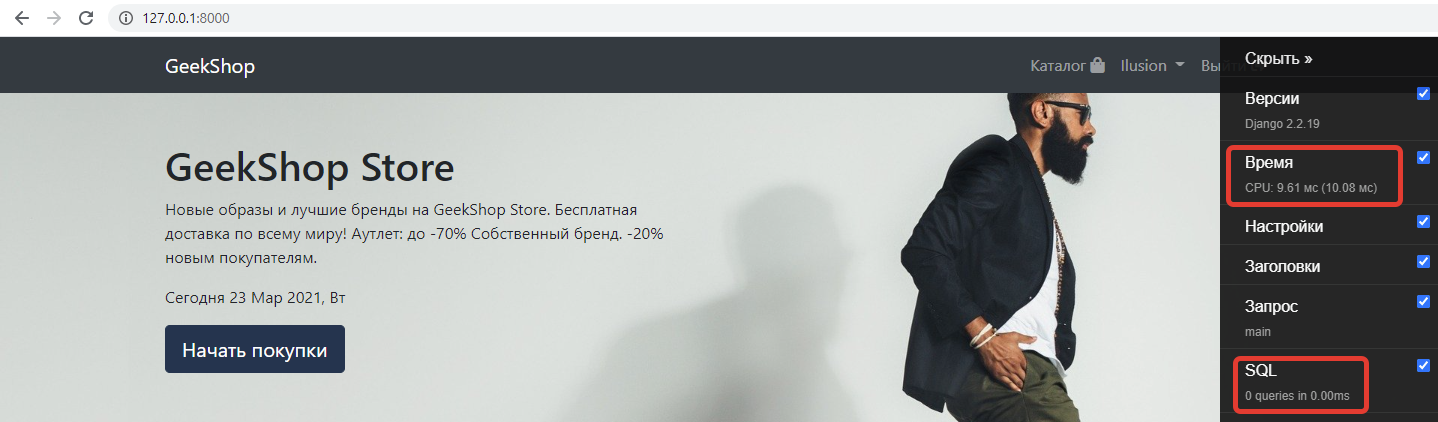 127.0.0.1:8000
GeekShop
Каталог Ilusion Выйти
GeekShop Store
Новые образы и лучшие бренды на GeekShop Store. Бесплатная
доставка по всему миру! Аутлет: до -70% Собственный бренд. -20%
новым покупателям.
Сегодня 23 Мар 2021, Вт
Начать покупки
Скрыть »
Версии
Django 2.2.19
Время
CPU: 9.61 мс (10.08 мс)
Настройки
Заголовки
Запрос
main
SQL
0 queries in 0.00ms